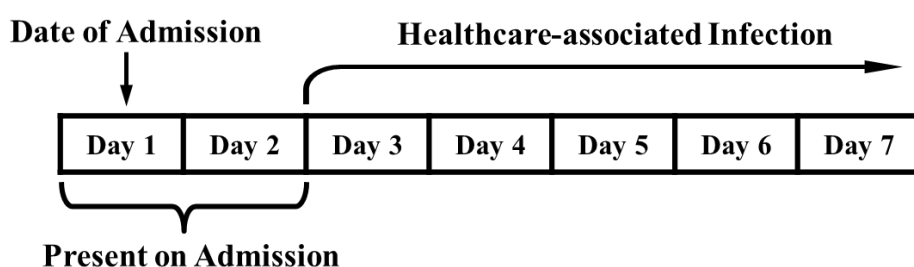 Date of Admission
Healthcare-associated Infection
Day 1 Day 2 Day 3 Day 4 Day 5 Day 6 Day 7
Present on Admission